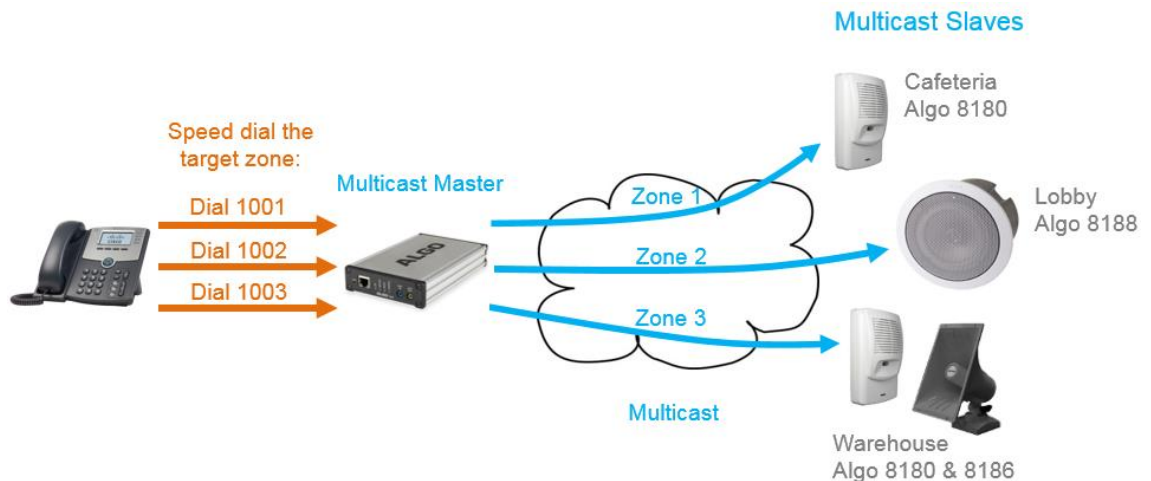 Multicast Slaves
Cafeteria
Algo 8180
Speed dial the
target zone:
Multicast Master
Dial 1001
Dial 1002
Dial 1003
ALGO
Zone 1
Zone 2
Zone 3
Lobby
Algo 8188
Multicast
Warehouse
Algo 8180 & 8186